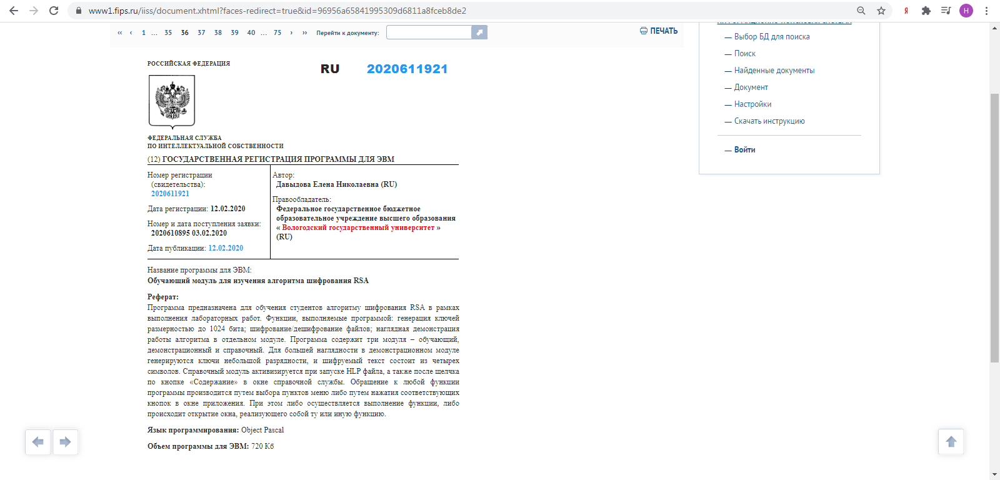 www1.fips.ru/iiss/document.xhtml?faces-redirect=true&id=96956a65841995309d6811a8fceb8de2
Я
H
‹‹ ‹ 1 ... 35 36 37 38 39 40 ... 75 › ›› Перейти к документу:
ПЕЧАТЬ
— Выбор БД для поиска
— Поиск
— Найденные документы
— Документ
— Настройки
— Скачать инструкцию
— Войти
РОССИЙСКАЯ ФЕДЕРАЦИЯ
RU 2020611921
ФЕДЕРАЛЬНАЯ СЛУЖБА
ПО ИНТЕЛЛЕКТУАЛЬНОЙ СОБСТВЕННОСТИ
(12) ГОСУДАРСТВЕННАЯ РЕГИСТРАЦИЯ ПРОГРАММЫ ДЛЯ ЭВМ
Номер регистрации
(свидетельства):
2020611921
Дата регистрации: 12.02.2020
Номер и дата поступления заявки:
2020610895 03.02.2020
Дата публикации: 12.02.2020
Автор:
Давыдова Елена Николаевна (RU)
Правообладатель:
Федеральное государственное бюджетное
образовательное учреждение высшего образования
« Вологодский государственный университет »
(RU)
Название программы для ЭВМ:
Обучающий модуль для изучения алгоритма шифрования RSA
Реферат:
Программа предназначена для обучения студентов алгоритму шифрования RSA в рамках
выполнения лабораторных работ. Функции, выполняемые программой: генерация ключей
размерностью до 1024 бита; шифрование/дешифрование файлов; наглядная демонстрация
работы алгоритма в отдельном модуле. Программа содержит три модуля – обучающий,
демонстрационный и справочный. Для большей наглядности в демонстрационном модуле
генерируются ключи небольшой разрядности, и шифруемый текст состоит из четырех
символов. Справочный модуль активизируется при запуске HLP файла, а также после щелчка
по кнопке «Содержание» в окне справочной службы. Обращение к любой функции
программы производится путем выбора пунктов меню либо путем нажатия соответствующих
кнопок в окне приложения. При этом либо осуществляется выполнение функции, либо
происходит открытие окна, реализующего собой ту или иную функцию.
Язык программирования: Object Pascal
Объем программы для ЭВМ: 720 Кб